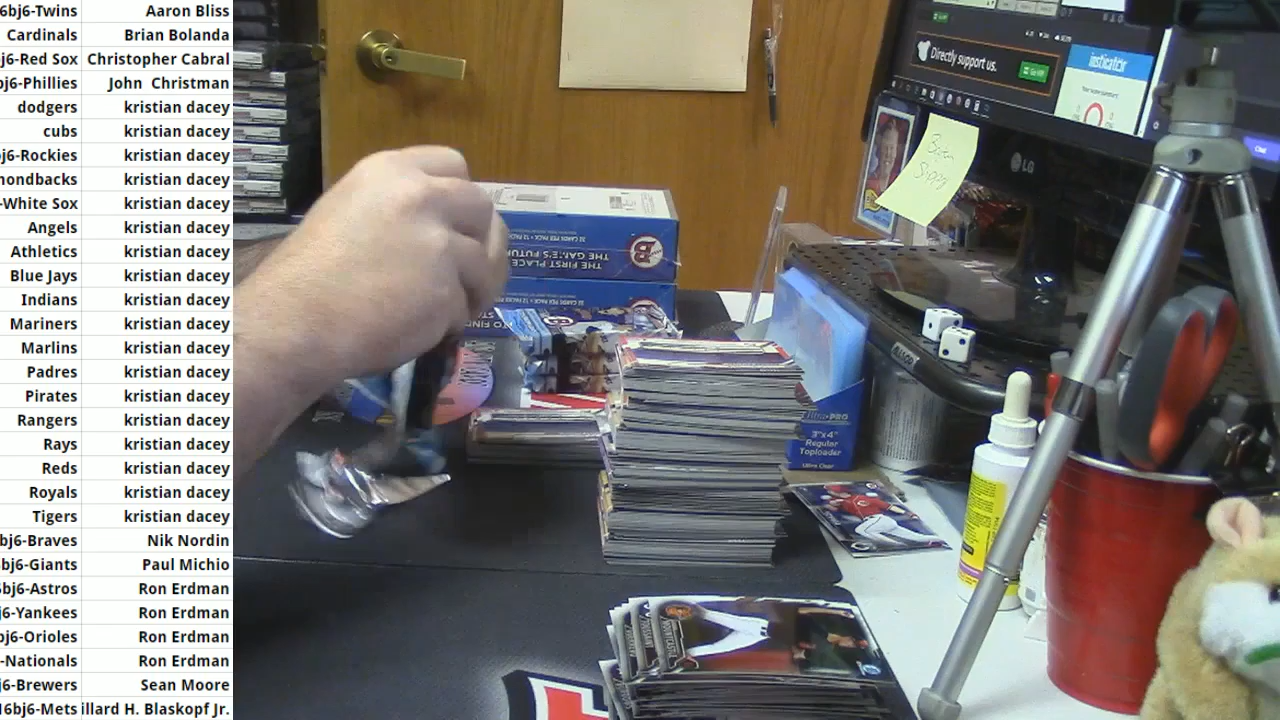 6bj6-Twins Aaron Bliss
Cardinals Brian Bolanda
j6-Red Sox Christopher Cabral
bj6-Phillies John Christman
dodgers kristian dacey
cubs kristian dacey
j6-Rockies kristian dacey
mondbacks kristian dacey
-White Sox kristian dacey
Angels kristian dacey
Athletics kristian dacey
Blue Jays kristian dacey
Indians kristian dacey
Mariners kristian dacey
Marlins kristian dacey
Padres kristian dacey
Pirates kristian dacey
Rangers kristian dacey
Rays kristian dacey
Reds kristian dacey
Royals kristian dacey
Tigers kristian dacey
bj6-Braves Nik Nordin
bj6-Giants Paul Michio
6bj6-Astros Ron Erdman
j6-Yankees Ron Erdman
bj6-Orioles Ron Erdman
-Nationals Ron Erdman
j6-Brewers Sean Moore
16bj6-Mets illard H. Blaskopf Jr.
Directly support us.
insticator
LG
THE FIRST PLACE
THE GAME'S FUTU
B
Ultra-PRO
3"x4"
Regular
Toploader